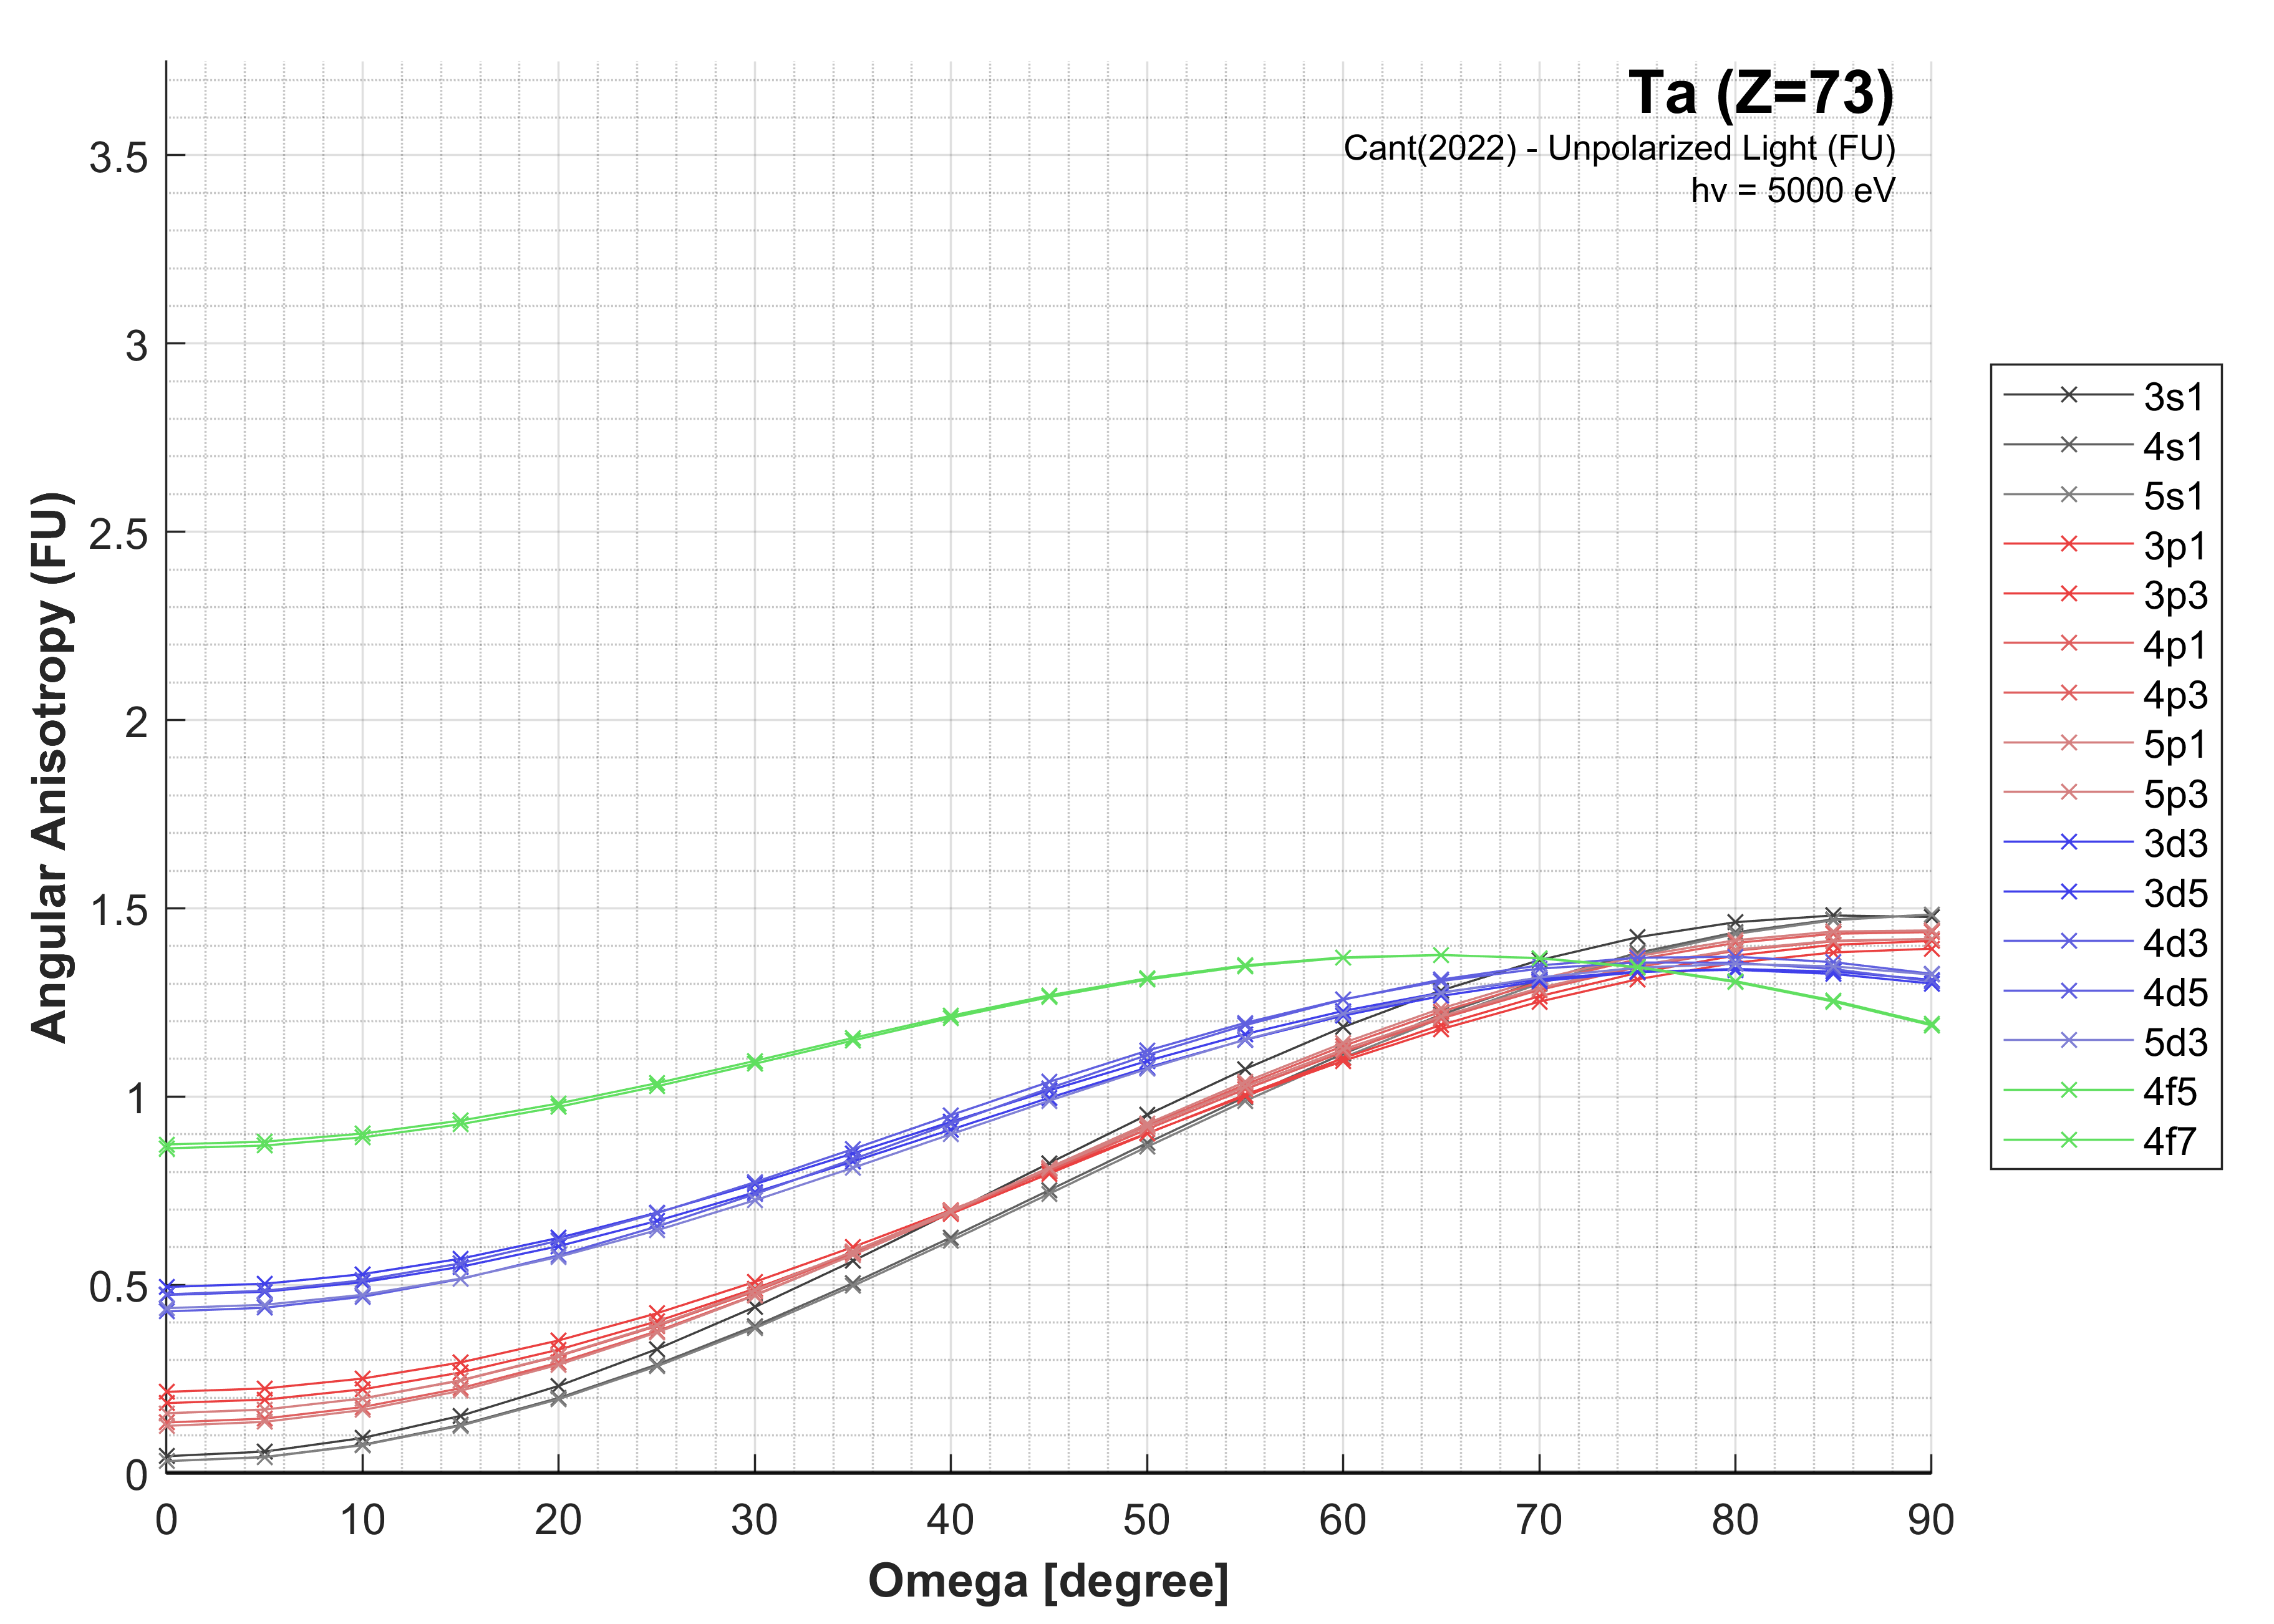 Ta (Z=73)
Cant(2022) - Unpolarized Light (FU)
hv = 5000 eV
Angular Anisotropy (FU)
3.5
3
2.5
2
1.5
1
0.5
0
0 10 20 30 40 50 60 70 80 90
Omega [degree]
3s1
4s1
5s1
3p1
3p3
4p1
4p3
5p1
5p3
3d3
3d5
4d3
4d5
5d3
4f5
4f7